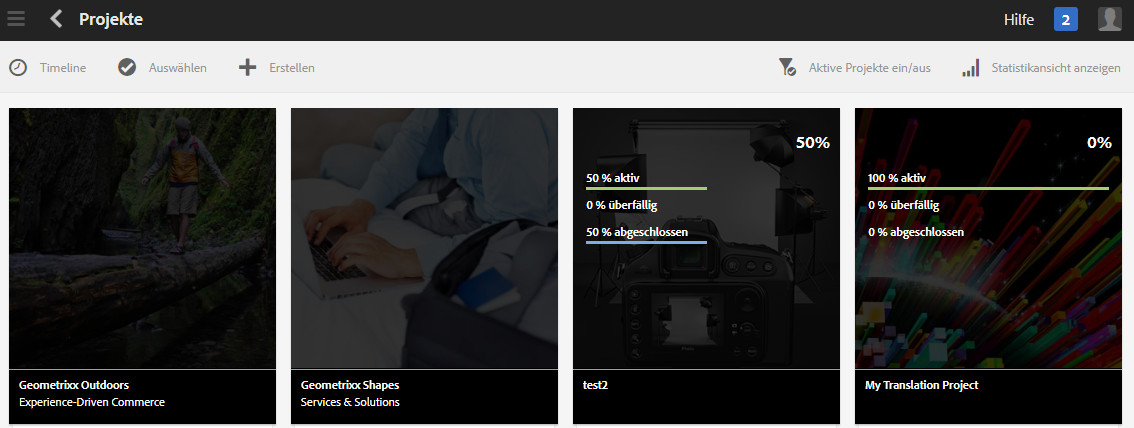 Projekte
Hilfe
2
Timeline
Auswählen
Erstellen
Aktive Projekte ein/aus
Statistikansicht anzeigen
Geometrixx Outdoors
Experience-Driven Commerce
Geometrixx Shapes
Services & Solutions
50%
50 % aktiv
0 % überfällig
50 % abgeschlossen
test2
0%
100 % aktiv
0 % überfällig
0 % abgeschlossen
My Translation Project